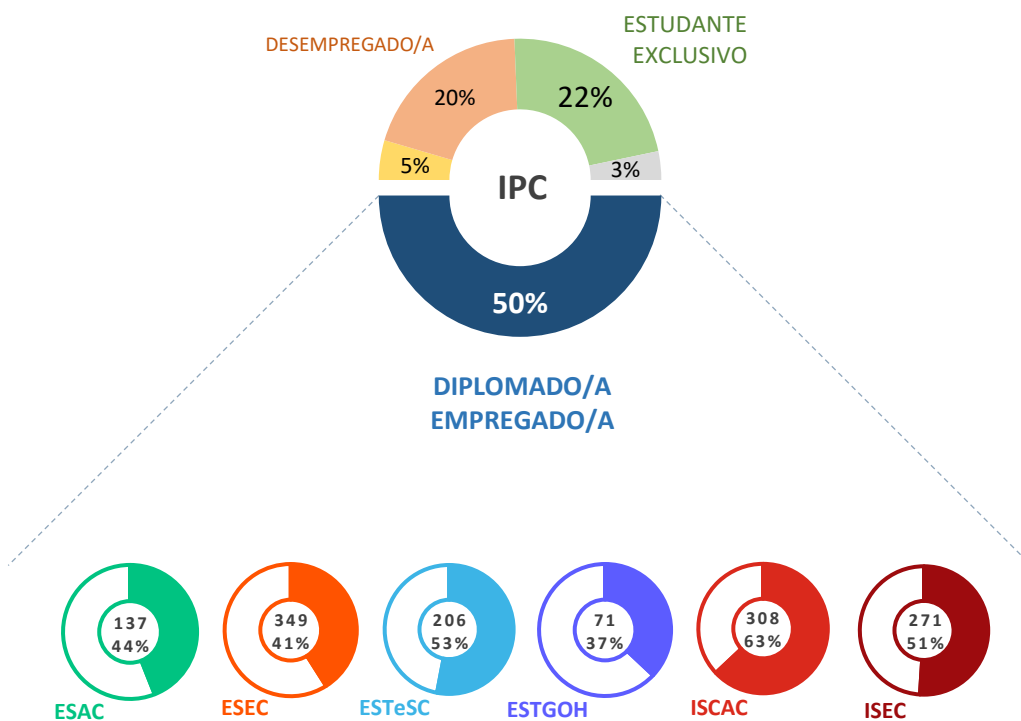 ESTUDANTE
EXCLUSIVO
DESEMPREGADO/A
20%
22%
5%
3%
IPC
50%
DIPLOMADO/A
EMPREGADO/A
137
44%
ESAC
349
41%
ESEC
206
53%
ESTeSC
71
37%
ESTGOH
308
63%
ISCAC
271
51%
ISEC